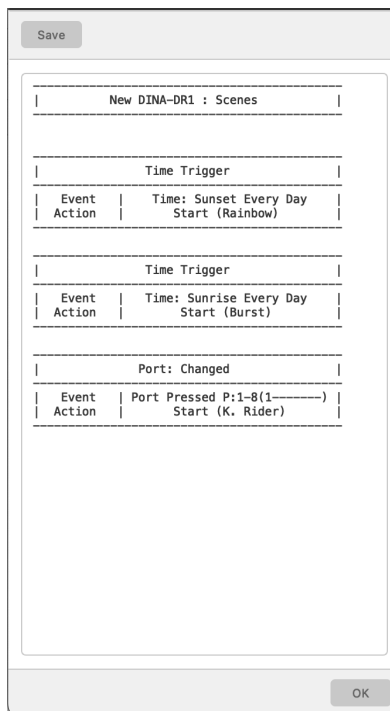 Save
New DINA-DR1 : Scenes
Time Trigger
Event | Time: Sunset Every Day
Action | Start (Rainbow)
Time Trigger
Event | Time: Sunrise Every Day
Action | Start (Burst)
Port: Changed
Event | Port Pressed P:1-8(1-------)
Action | Start (K. Rider)
OK